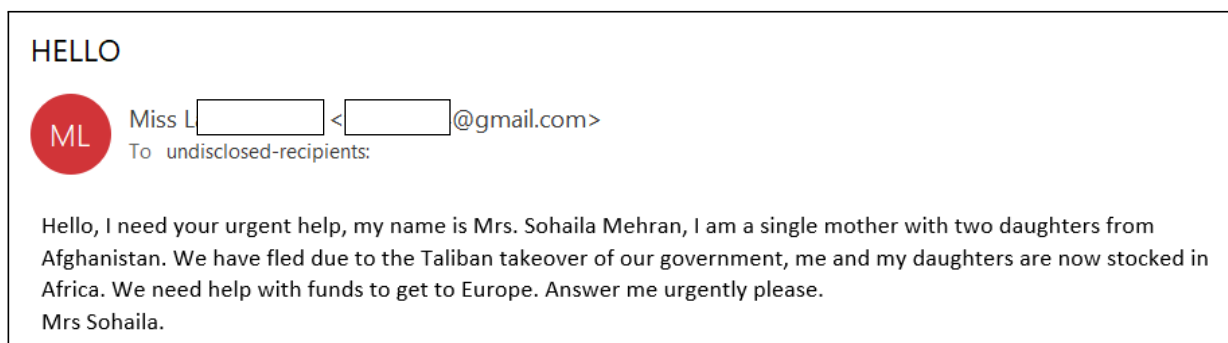 HELLO
ML
Miss L < @gmail.com>
To undisclosed-recipients:
Hello, I need your urgent help, my name is Mrs. Sohaila Mehran, I am a single mother with two daughters from
Afghanistan. We have fled due to the Taliban takeover of our government, me and my daughters are now stocked in
Africa. We need help with funds to get to Europe. Answer me urgently please.
Mrs Sohaila.